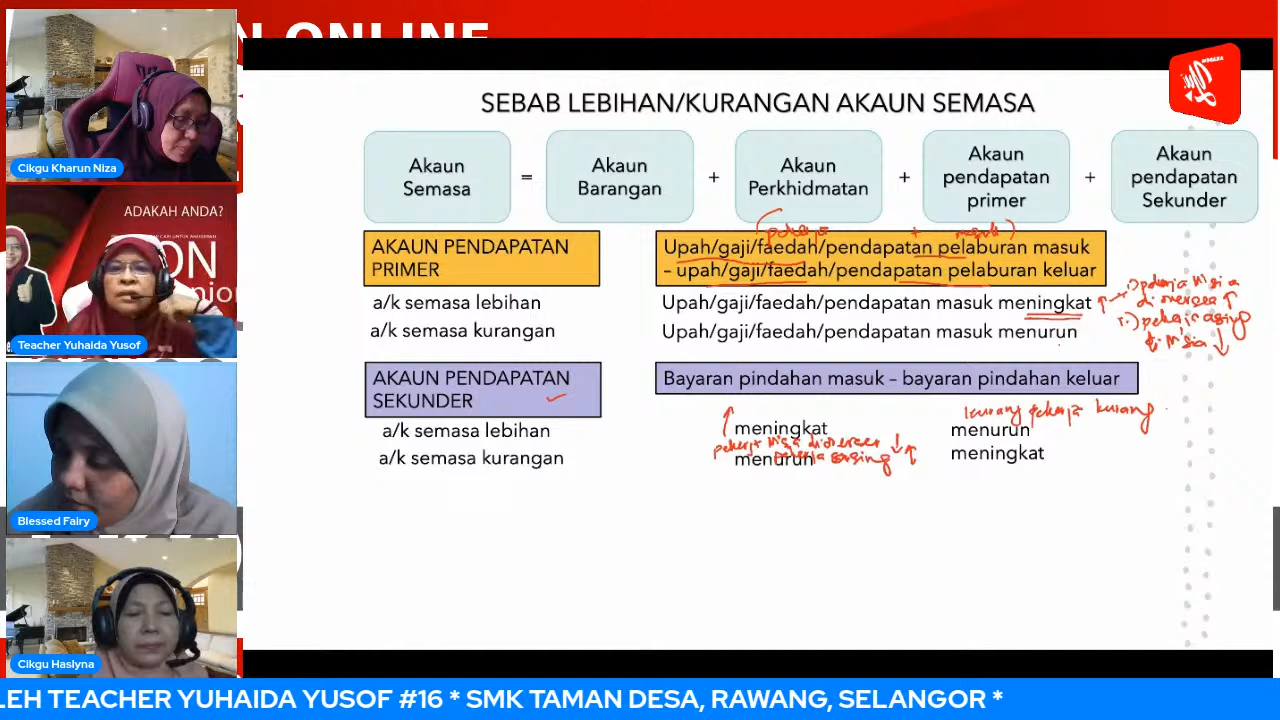 N ONLINE
SEBAB LEBIHAN/KURANGAN AKAUN SEMASA
Akaun
Semasa
=
Akaun
Barangan
+
Akaun
Perkhidmatan
+
Akaun
pendapatan
primer
+
Akaun
pendapatan
Sekunder
Cikgu Kharun Niza
ADAKAH ANDA?
ON
Teacher Yuhaida Yusof
Blessed Fairy
Cikgu Haslyna
AKAUN PENDAPATAN
PRIMER
Upah/gaji/faedah/pendapatan pelaburan masuk
– upah/gaji/faedah/pendapatan pelaburan keluar
a/k semasa lebihan
Upah/gaji/faedah/pendapatan masuk meningkat
a/k semasa kurangan
Upah/gaji/faedah/pendapatan masuk menurun
AKAUN PENDAPATAN
SEKUNDER
Bayaran pindahan masuk – bayaran pindahan keluar
a/k semasa lebihan
meningkat
menurun
a/k semasa kurangan
menurun
meningkat
kurang pekerja kurang
LEH TEACHER YUHAIDA YUSOF #16 * SMK TAMAN DESA, RAWANG, SELANGOR *